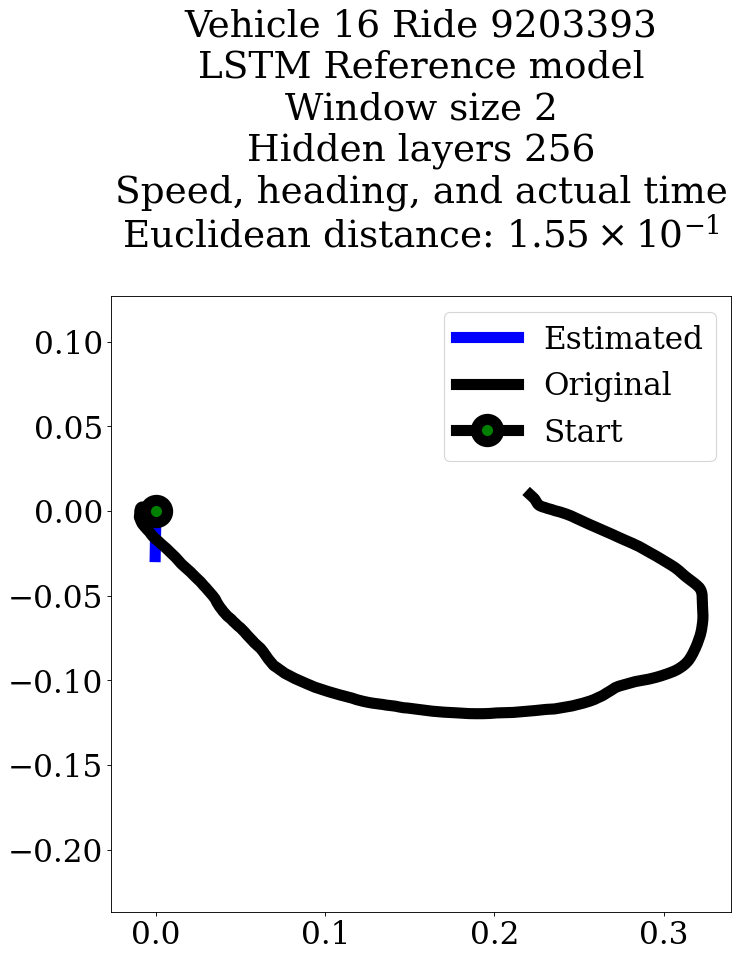 Vehicle 16 Ride 9203393
LSTM Reference model
Window size 2
Hidden layers 256
Speed, heading, and actual time
Euclidean distance: 1.55 × 10⁻¹
Estimated
Original
Start
0.10
0.05
0.00
−0.05
−0.10
−0.15
−0.20
0.0 0.1 0.2 0.3